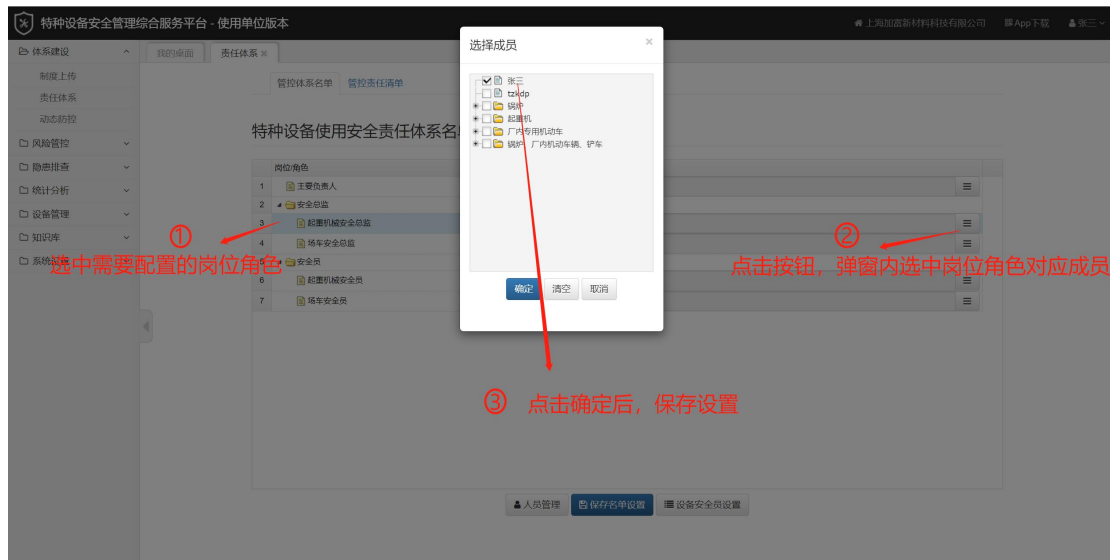 特种设备安全管理综合服务平台 - 使用单位版本
上海加富新材料科技有限公司 App下载 张三
体系建设
制度上传
责任体系
动态防控
风险管控
隐患排查
统计分析
设备管理
知识库
我的桌面 责任体系 ×
管控体系名单 管控责任清单
特种设备使用安全责任体系名
岗位/角色
1 主要负责人
2 安全总监
3 起重机械安全总监
4 场车安全总监
5 安全员
6 起重机械安全员
7 场车安全员
选择成员 ×
张三
tzkdp
锅炉
起重机
厂内专用机动车
锅炉、厂内机动车辆、铲车
确定 清空 取消
①
选中需要配置的岗位角色
②
点击按钮，弹窗内选中岗位角色对应成员
③ 点击确定后，保存设置
人员管理 保存名单设置 设备安全员设置